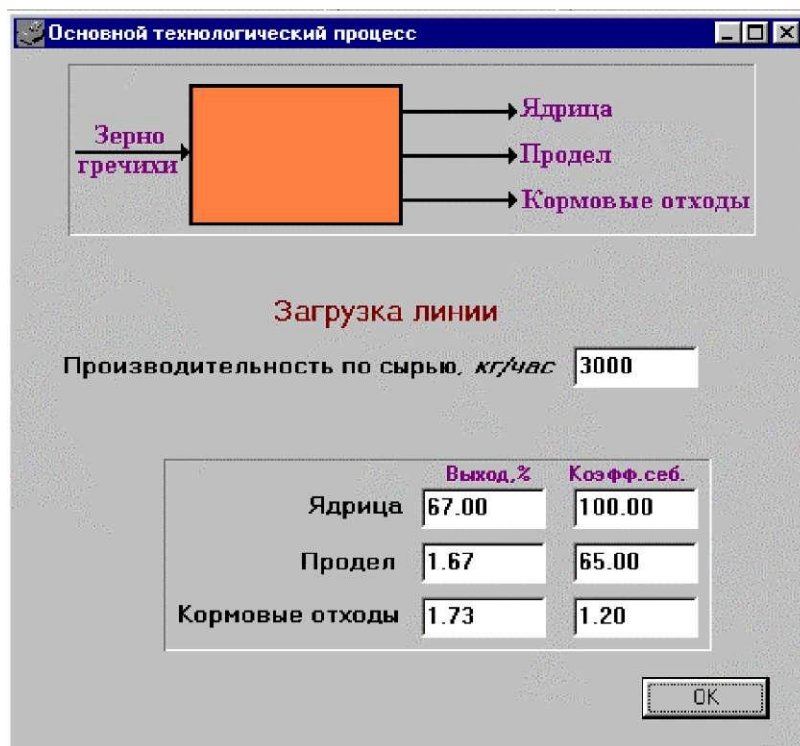 Основной технологический процесс
Зерно
гречихи
Ядрица
Продел
Кормовые отходы
Загрузка линии
Производительность по сырью, кг/час 3000
Выход,% Коэфф.себ.
Ядрица 67.00 100.00
Продел 1.67 65.00
Кормовые отходы 1.73 1.20
OK